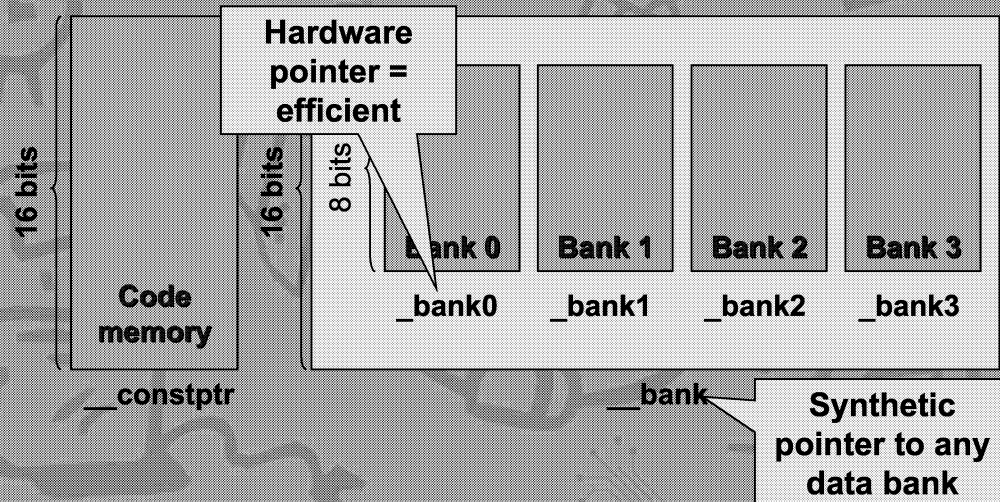 Hardware
pointer =
efficient
16 bits
16 bits
8 bits
Code
memory
Bank 0
Bank 1
Bank 2
Bank 3
_bank0
_bank1
_bank2
_bank3
__constptr
__bank
Synthetic
pointer to any
data bank